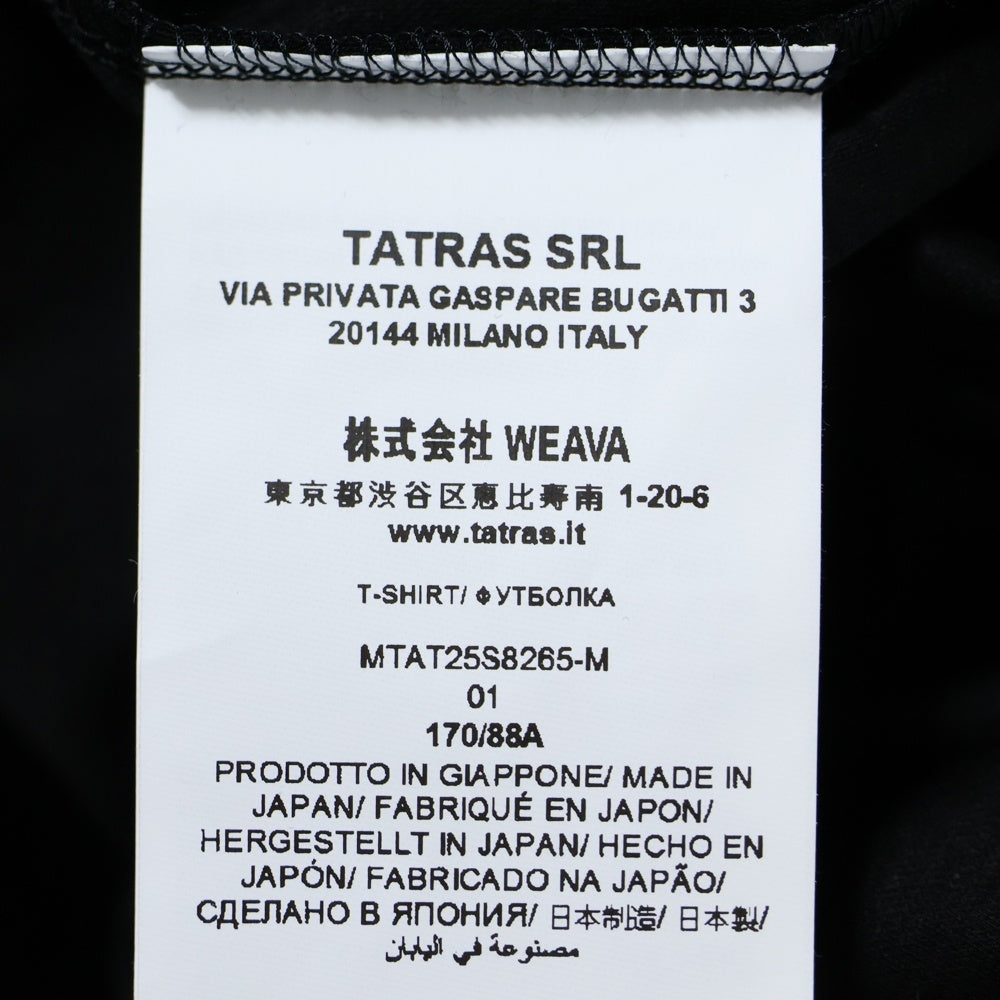 TATRAS SRL
VIA PRIVATA GASPARE BUGATTI 3
20144 MILANO ITALY
株式会社 WEAVA
東京都渋谷区恵比寿南 1-20-6
www.tatras.it
T-SHIRT/ ФУТБОЛКА
MTAT25S8265-M
01
170/88A
PRODOTTO IN GIAPPONE/ MADE IN
JAPAN/ FABRIQUÉ EN JAPON/
HERGESTELLT IN JAPAN/ HECHO EN
JAPÓN/ FABRICADO NA JAPÃO/
СДЕЛАНО В ЯПОНИЯ/ 日本制造/ 日本製/
مصنوعة في اليابان